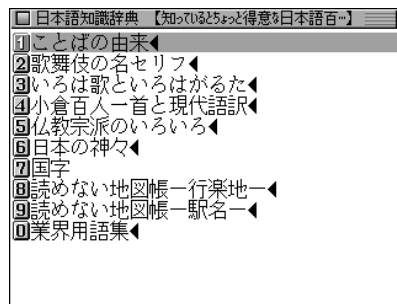 日本語知識辞典 【知っているとちょっと得意な日本語百…】
1ことばの由来◀
2歌舞伎の名セリフ◀
3いろは歌といろはがるた◀
4小倉百人一首と現代語訳◀
5仏教宗派のいろいろ◀
6日本の神々◀
7国字
8読めない地図帳ー行楽地ー◀
9読めない地図帳ー駅名ー◀
0業界用語集◀